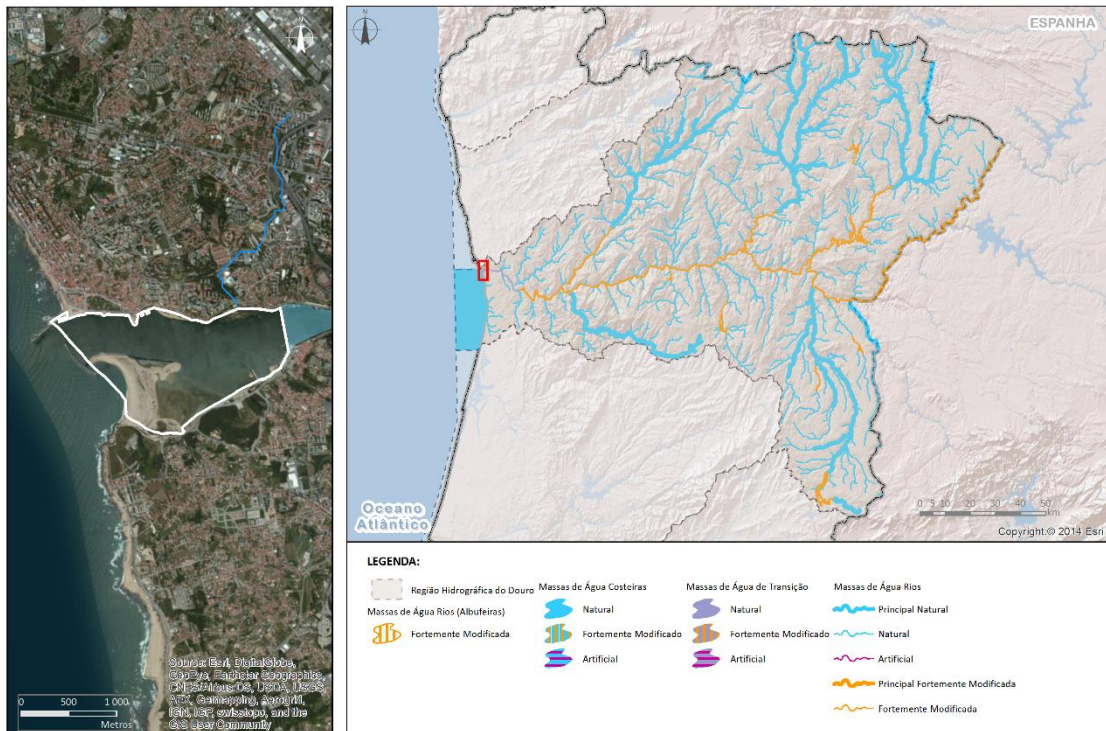 Source: Esri, DigitalGlobe,
GeoEye, Earthstar Geographics,
CNES/Airbus DS, USDA, USGS,
AEX, Getmapping, Aerogrid,
IGN, IGP, swisstopo, and the
GIS User Community
0 500 1 000
Metros
ESPANHA
Oceano
Atlântico
0 5 10 20 30 40 50
km
Copyright:© 2014 Esri
LEGENDA:
Região Hidrográfica do Douro
Massas de Água Rios (Albufeiras)
Fortemente Modificada
Massas de Água Costeiras
Natural
Fortemente Modificado
Artificial
Massas de Água de Transição
Natural
Fortemente Modificado
Artificial
Massas de Água Rios
Principal Natural
Natural
Artificial
Principal Fortemente Modificada
Fortemente Modificada